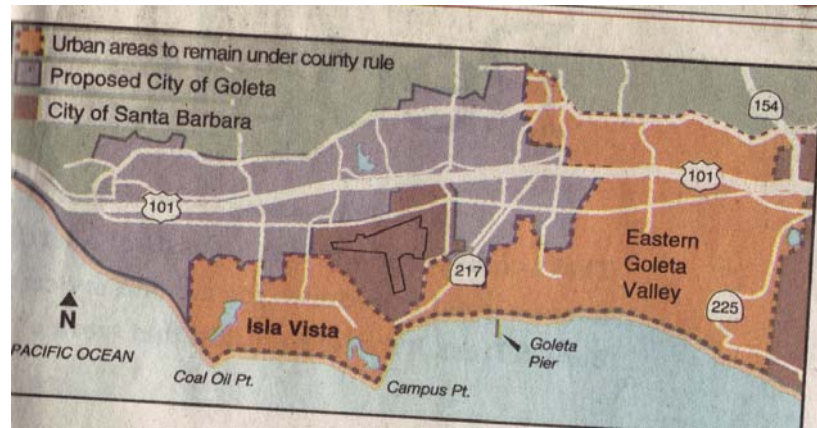 Urban areas to remain under county rule
Proposed City of Goleta
City of Santa Barbara
154
101
101
217
Eastern
Goleta
Valley
225
Isla Vista
N
PACIFIC OCEAN
Coal Oil Pt.
Campus Pt.
Goleta
Pier